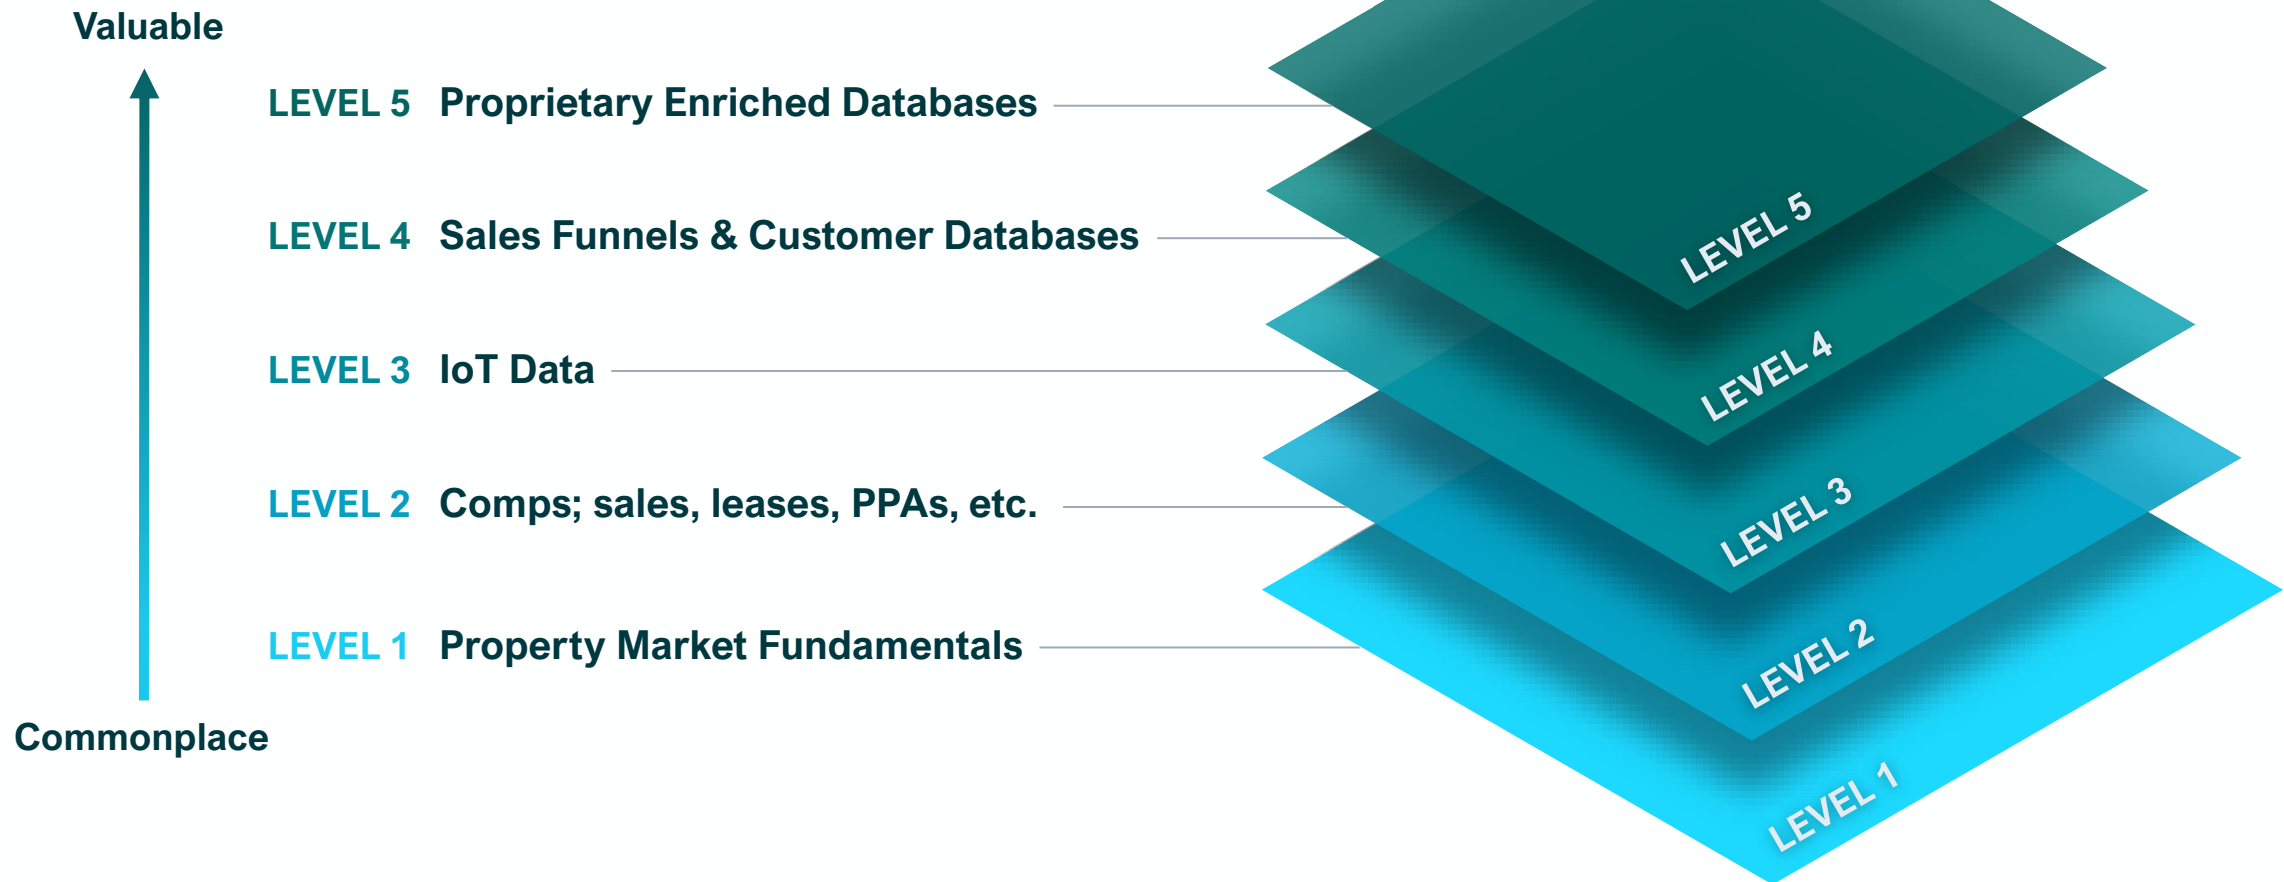 Valuable
LEVEL 5 Proprietary Enriched Databases
LEVEL 4 Sales Funnels & Customer Databases
LEVEL 3 IoT Data
LEVEL 2 Comps; sales, leases, PPAs, etc.
LEVEL 1 Property Market Fundamentals
Commonplace
LEVEL 5
LEVEL 4
LEVEL 3
LEVEL 2
LEVEL 1